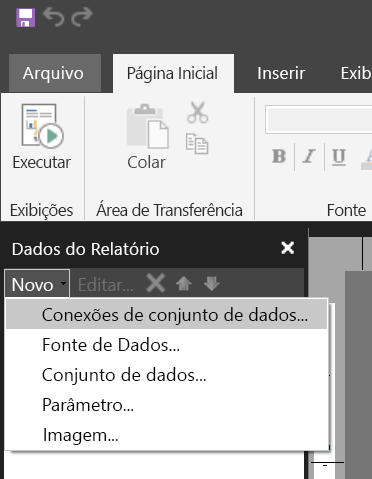 Arquivo Página Inicial Inserir Exib
Executar Colar B I U A
Exibições Área de Transferência Fonte
Dados do Relatório
Novo Editar...
Conexões de conjunto de dados...
Fonte de Dados...
Conjunto de dados...
Parâmetro...
Imagem...